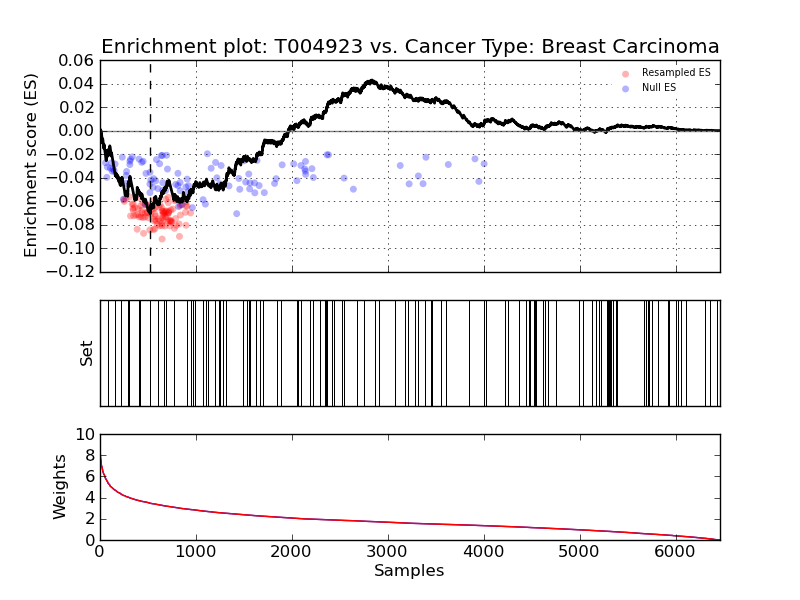 Enrichment plot: T004923 vs. Cancer Type: Breast Carcinoma
0.06
0.04
0.02
0.00
−0.02
−0.04
−0.06
−0.08
−0.10
−0.12
Enrichment score (ES)
Resampled ES
Null ES
Set
10
8
6
4
2
0
Weights
0 1000 2000 3000 4000 5000 6000
Samples